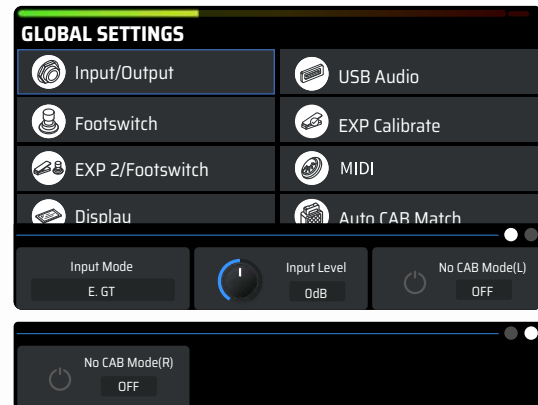 GLOBAL SETTINGS
Input/Output
USB Audio
Footswitch
EXP Calibrate
EXP 2/Footswitch
MIDI
Display
Auto CAB Match
Input Mode
E. GT
Input Level
0dB
No CAB Mode(L)
OFF
No CAB Mode(R)
OFF